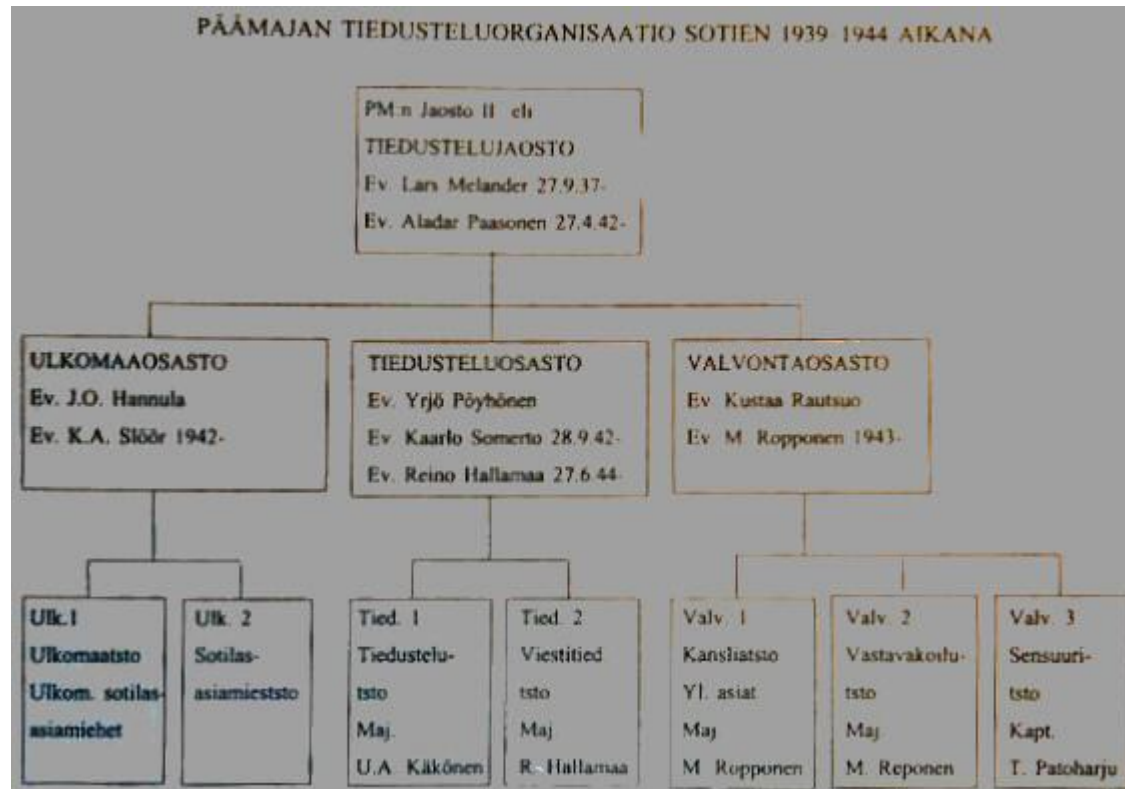 PÄÄMAJAN TIEDUSTELUORGANISAATIO SOTIEN 1939 1944 AIKANA
PM:n Jaosto II eli
TIEDUSTELUJAOSTO
Ev. Lars Melander 27.9.37-
Ev. Aladar Paasonen 27.4.42-
ULKOMAAOSASTO
Ev. J.O. Hannula
Ev. K.A. Slöör 1942-
TIEDUSTELUOSASTO
Ev. Yrjö Pöyhönen
Ev. Kaarlo Somerto 28.9.42-
Ev. Reino Hallamaa 27.6.44-
VALVONTAOSASTO
Ev Kustaa Rautsuo
Ev M. Ropponen 1943-
Ulk.1
Ulkomaatsto
Ulkom. sotilas-
asiamiehet
Ulk. 2
Sotilas-
asiamieststo
Tied. 1
Tiedustelu-
tsto
Maj.
U.A. Käkönen
Tied. 2
Viestitied
tsto
Maj
R. Hallamaa
Valv. 1
Kansliatsto
Yl. asiat
Maj
M Ropponen
Valv. 2
Vastavakoilu-
tsto
Maj.
M. Reponen
Valv. 3
Sensuuri-
tsto
Kapt.
T. Patoharju